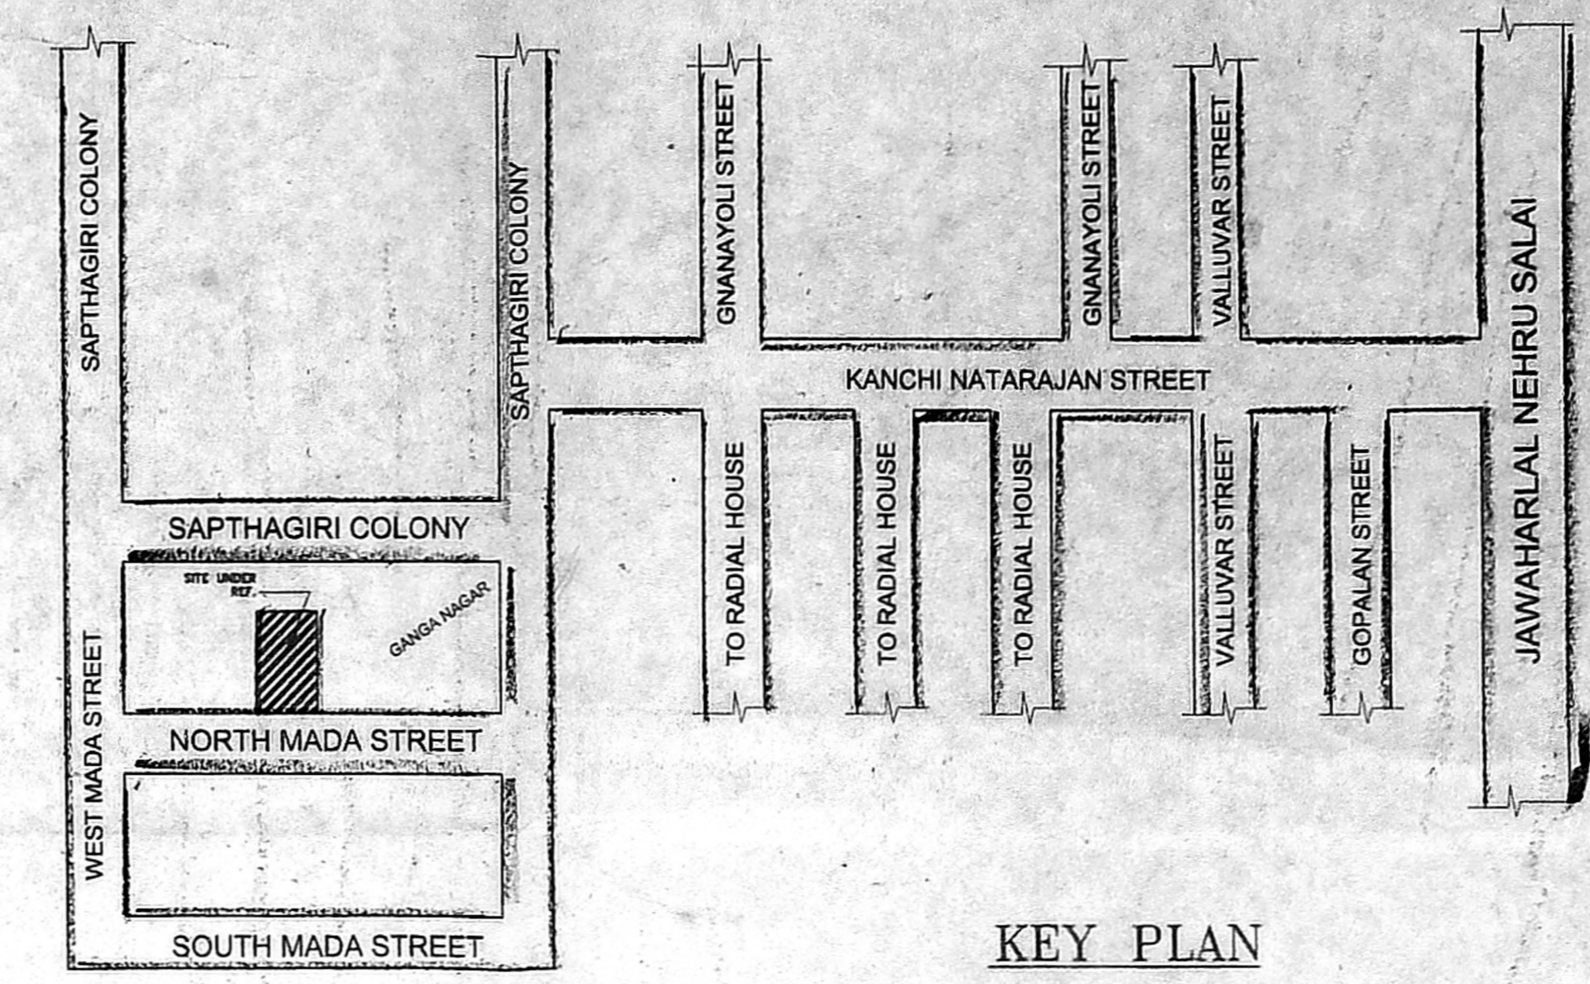 SAPTHAGIRI COLONY
SAPTHAGIRI COLONY
GNANAYOLI STREET
GNANAYOLI STREET
VALLUVAR STREET
JAWAHARLAL NEHRU SALAI
KANCHI NATARAJAN STREET
SAPTHAGIRI COLONY
SITE UNDER
REF.
GANGA NAGAR
TO RADIAL HOUSE
TO RADIAL HOUSE
TO RADIAL HOUSE
VALLUVAR STREET
GOPALAN STREET
WEST MADA STREET
NORTH MADA STREET
SOUTH MADA STREET
KEY PLAN